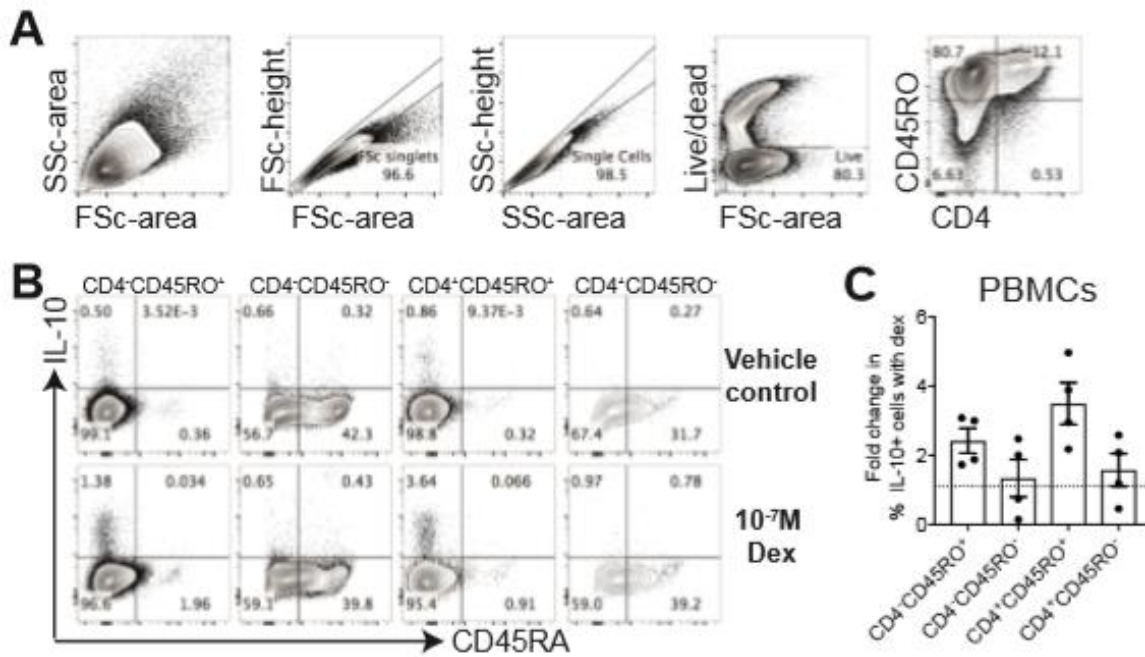 A
SSc-area
FSc-area
FSc-height
FSc singlets
96.6
FSc-area
SSc-height
Single Cells
98.5
SSc-area
Live/dead
Live
80.3
FSc-area
CD45RO
80.7
12.1
6.63
0.53
CD4
B
CD4⁻CD45RO⁺
CD4⁻CD45RO⁻
CD4⁺CD45RO⁺
CD4⁺CD45RO⁻
IL-10
0.50 3.52E-3
99.1 0.36
0.66 0.32
56.7 42.3
0.86 9.37E-3
98.8 0.32
0.64 0.27
67.4 31.7
Vehicle
control
1.38 0.034
96.6 1.96
0.65 0.43
59.1 39.8
3.64 0.066
95.4 0.91
0.97 0.78
59.0 39.2
10⁻⁷M
Dex
CD45RA
C
PBMCs
Fold change in
% IL-10+ cells with dex
6
4
2
0
CD4⁻CD45RO⁺
CD4⁻CD45RO⁻
CD4⁺CD45RO⁺
CD4⁺CD45RO⁻